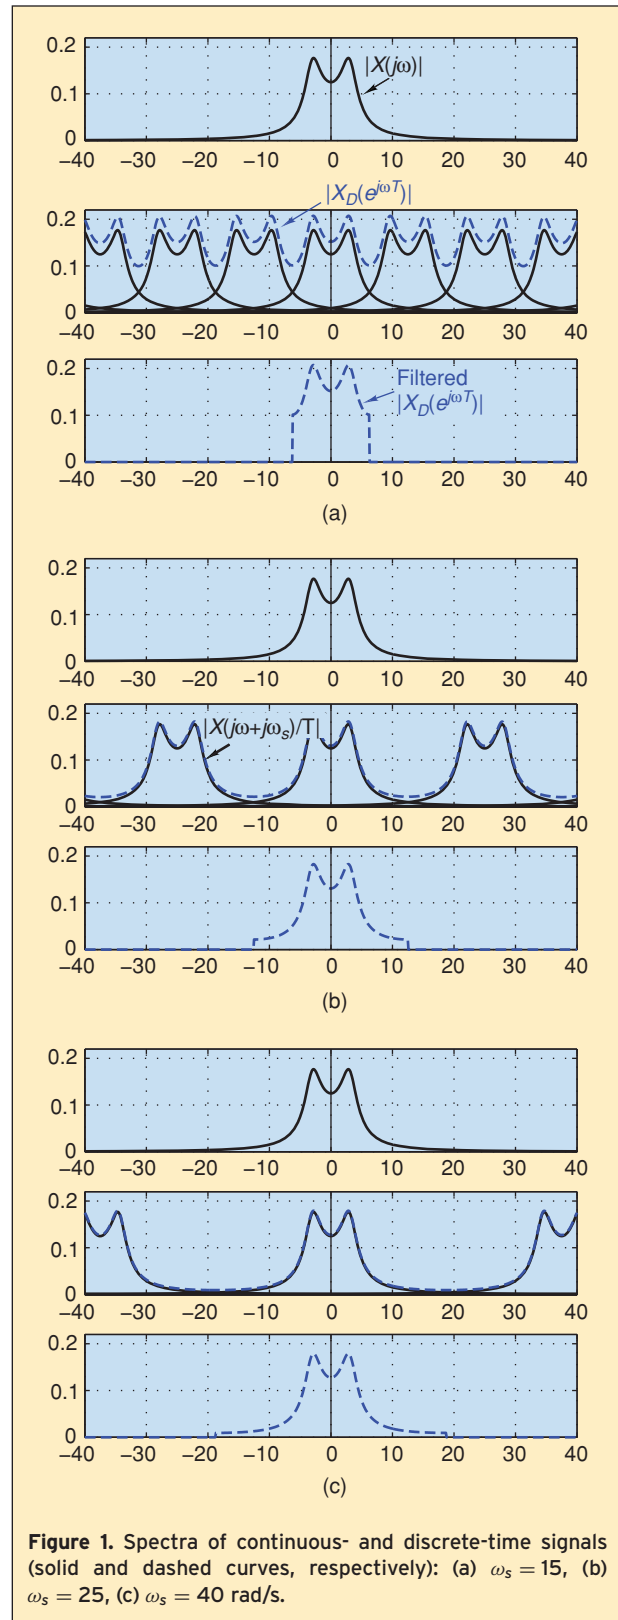 0.2
|X(jω)|
0.1
0
−40 −30 −20 −10 0 10 20 30 40
|X_D(e^{jωT})|
0.2
0.1
0
−40 −30 −20 −10 0 10 20 30 40
0.2
Filtered
0.1
|X_D(e^{jωT})|
0
−40 −30 −20 −10 0 10 20 30 40
(a)
0.2
0.1
0
−40 −30 −20 −10 0 10 20 30 40
0.2
|X(jω+jω_s)/T|
0.1
0
−40 −30 −20 −10 0 10 20 30 40
0.2
0.1
0
−40 −30 −20 −10 0 10 20 30 40
(b)
0.2
0.1
0
−40 −30 −20 −10 0 10 20 30 40
0.2
0.1
0
−40 −30 −20 −10 0 10 20 30 40
0.2
0.1
0
−40 −30 −20 −10 0 10 20 30 40
(c)
Figure 1. Spectra of continuous- and discrete-time signals
(solid and dashed curves, respectively): (a) ω_s = 15, (b)
ω_s = 25, (c) ω_s = 40 rad/s.